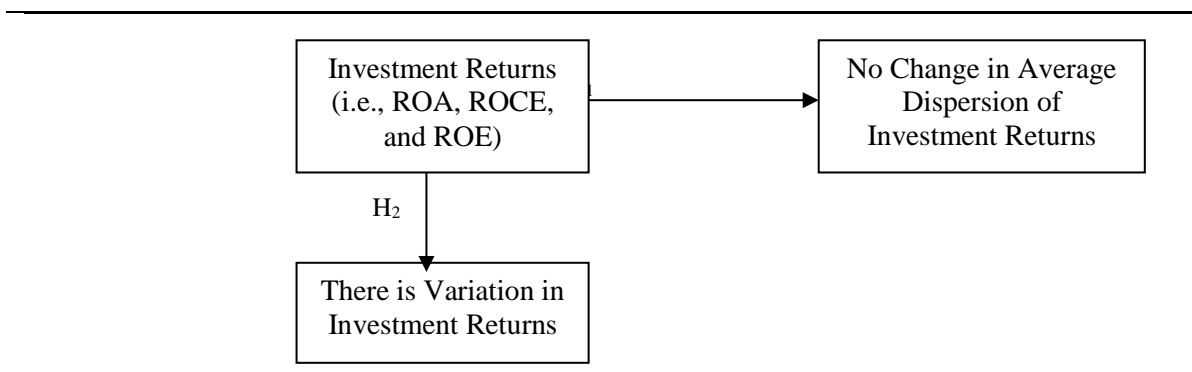 Investment Returns
(i.e., ROA, ROCE,
and ROE)
No Change in Average
Dispersion of
Investment Returns
H₂
There is Variation in
Investment Returns